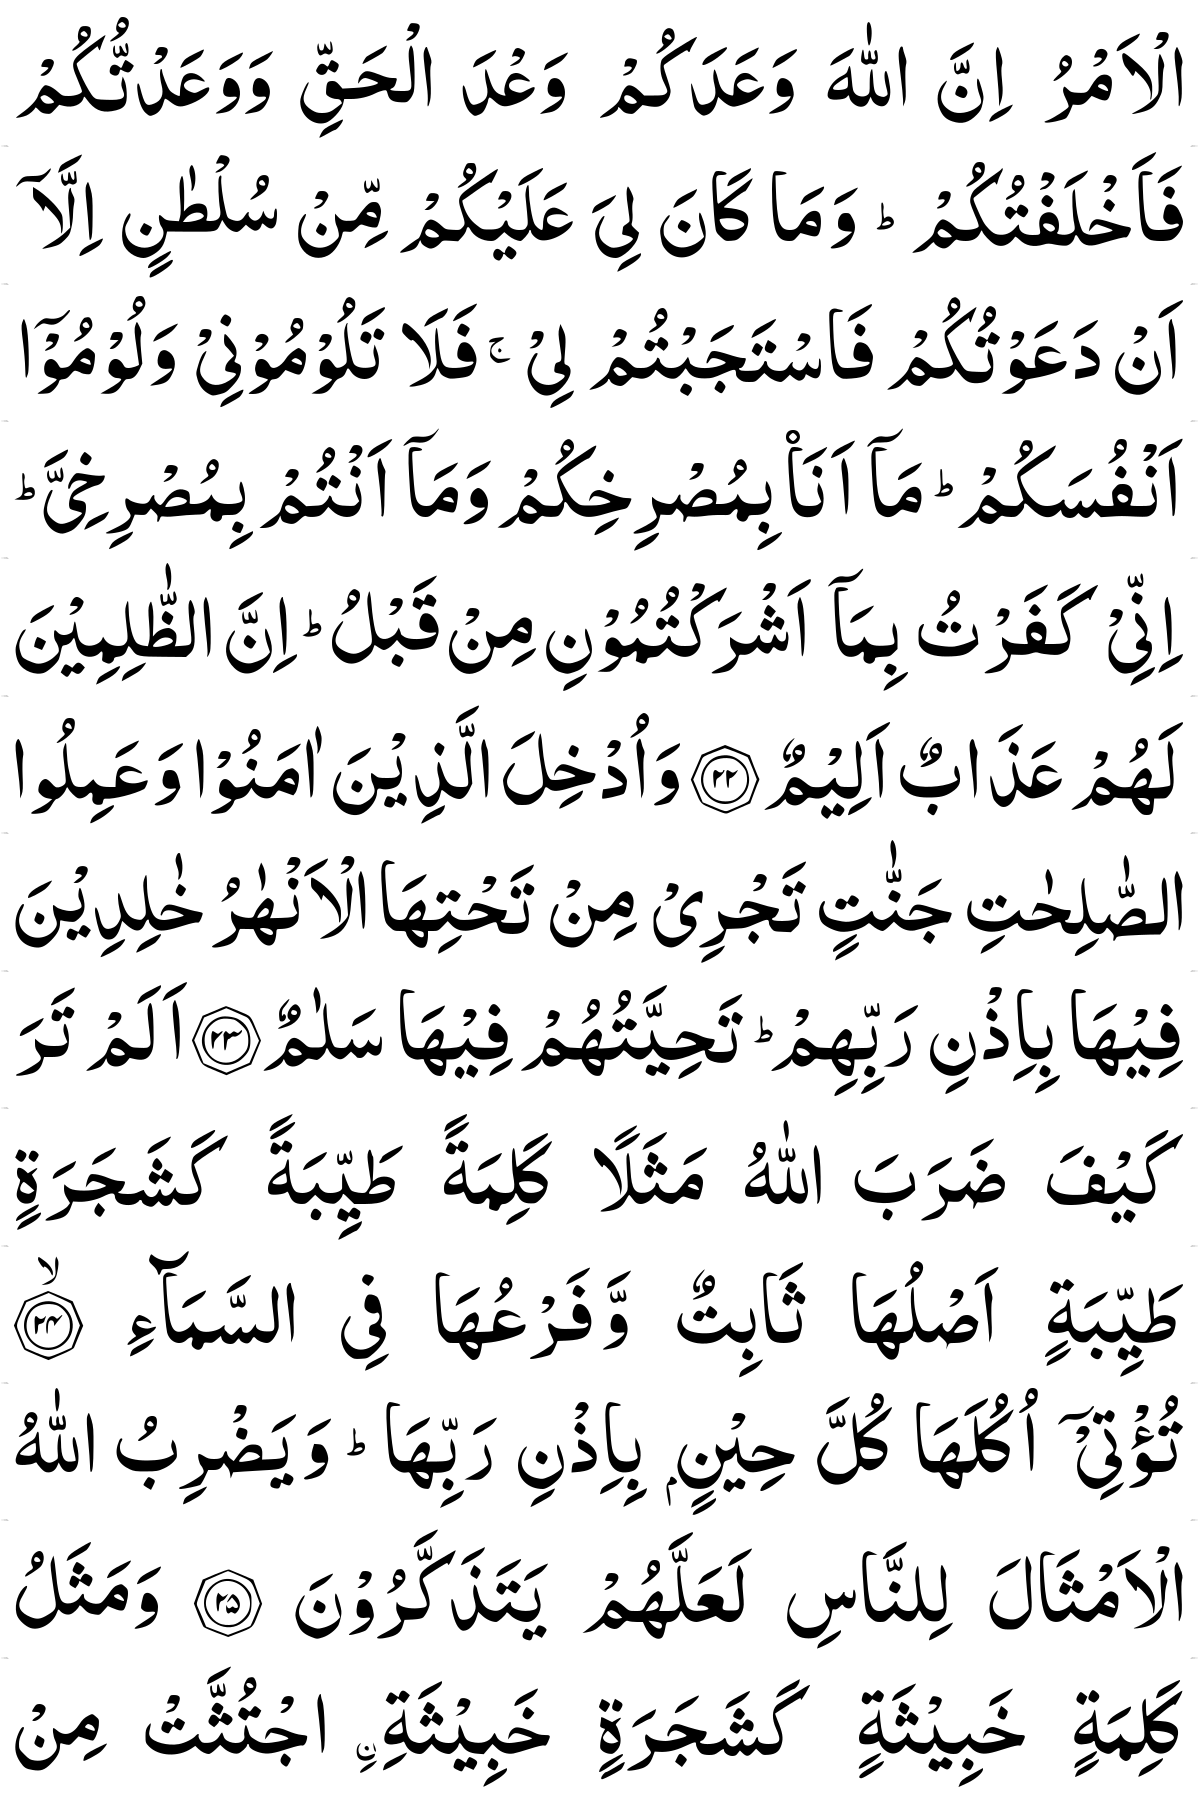 الْاَمْرُ اِنَّ اللّٰهَ وَعَدَكُمْ وَعْدَ الْحَقِّ وَوَعَدْتُّكُمْ
فَاَخْلَفْتُكُمْ ؕ وَمَا كَانَ لِیَ عَلَیْكُمْ مِّنْ سُلْطٰنٍ اِلَّاۤ
اَنْ دَعَوْتُكُمْ فَاسْتَجَبْتُمْ لِیْ ۚ فَلَا تَلُوْمُوْنِیْ وَلُوْمُوْۤا
اَنْفُسَكُمْ ؕ مَاۤ اَنَا۠ بِمُصْرِخِكُمْ وَمَاۤ اَنْتُمْ بِمُصْرِخِیَّ ؕ
اِنِّیْ كَفَرْتُ بِمَاۤ اَشْرَكْتُمُوْنِ مِنْ قَبْلُ ؕ اِنَّ الظّٰلِمِیْنَ
لَهُمْ عَذَابٌ اَلِیْمٌ ۟۲۲ وَاُدْخِلَ الَّذِیْنَ اٰمَنُوْا وَعَمِلُوا
الصّٰلِحٰتِ جَنّٰتٍ تَجْرِیْ مِنْ تَحْتِهَا الْاَنْهٰرُ خٰلِدِیْنَ
فِیْهَا بِاِذْنِ رَبِّهِمْ ؕ تَحِیَّتُهُمْ فِیْهَا سَلٰمٌ ۟۲۳ اَلَمْ تَرَ
كَیْفَ ضَرَبَ اللّٰهُ مَثَلًا كَلِمَةً طَیِّبَةً كَشَجَرَةٍ
طَیِّبَةٍ اَصْلُهَا ثَابِتٌ وَّفَرْعُهَا فِی السَّمَآءِ ۟ۙ۲۴
تُؤْتِیْۤ اُكُلَهَا كُلَّ حِیْنٍ ۭ بِاِذْنِ رَبِّهَا ؕ وَیَضْرِبُ اللّٰهُ
الْاَمْثَالَ لِلنَّاسِ لَعَلَّهُمْ یَتَذَكَّرُوْنَ ۟۲۵ وَمَثَلُ
كَلِمَةٍ خَبِیْثَةٍ كَشَجَرَةٍ خَبِیْثَةِ ن ِ اجْتُثَّتْ مِنْ